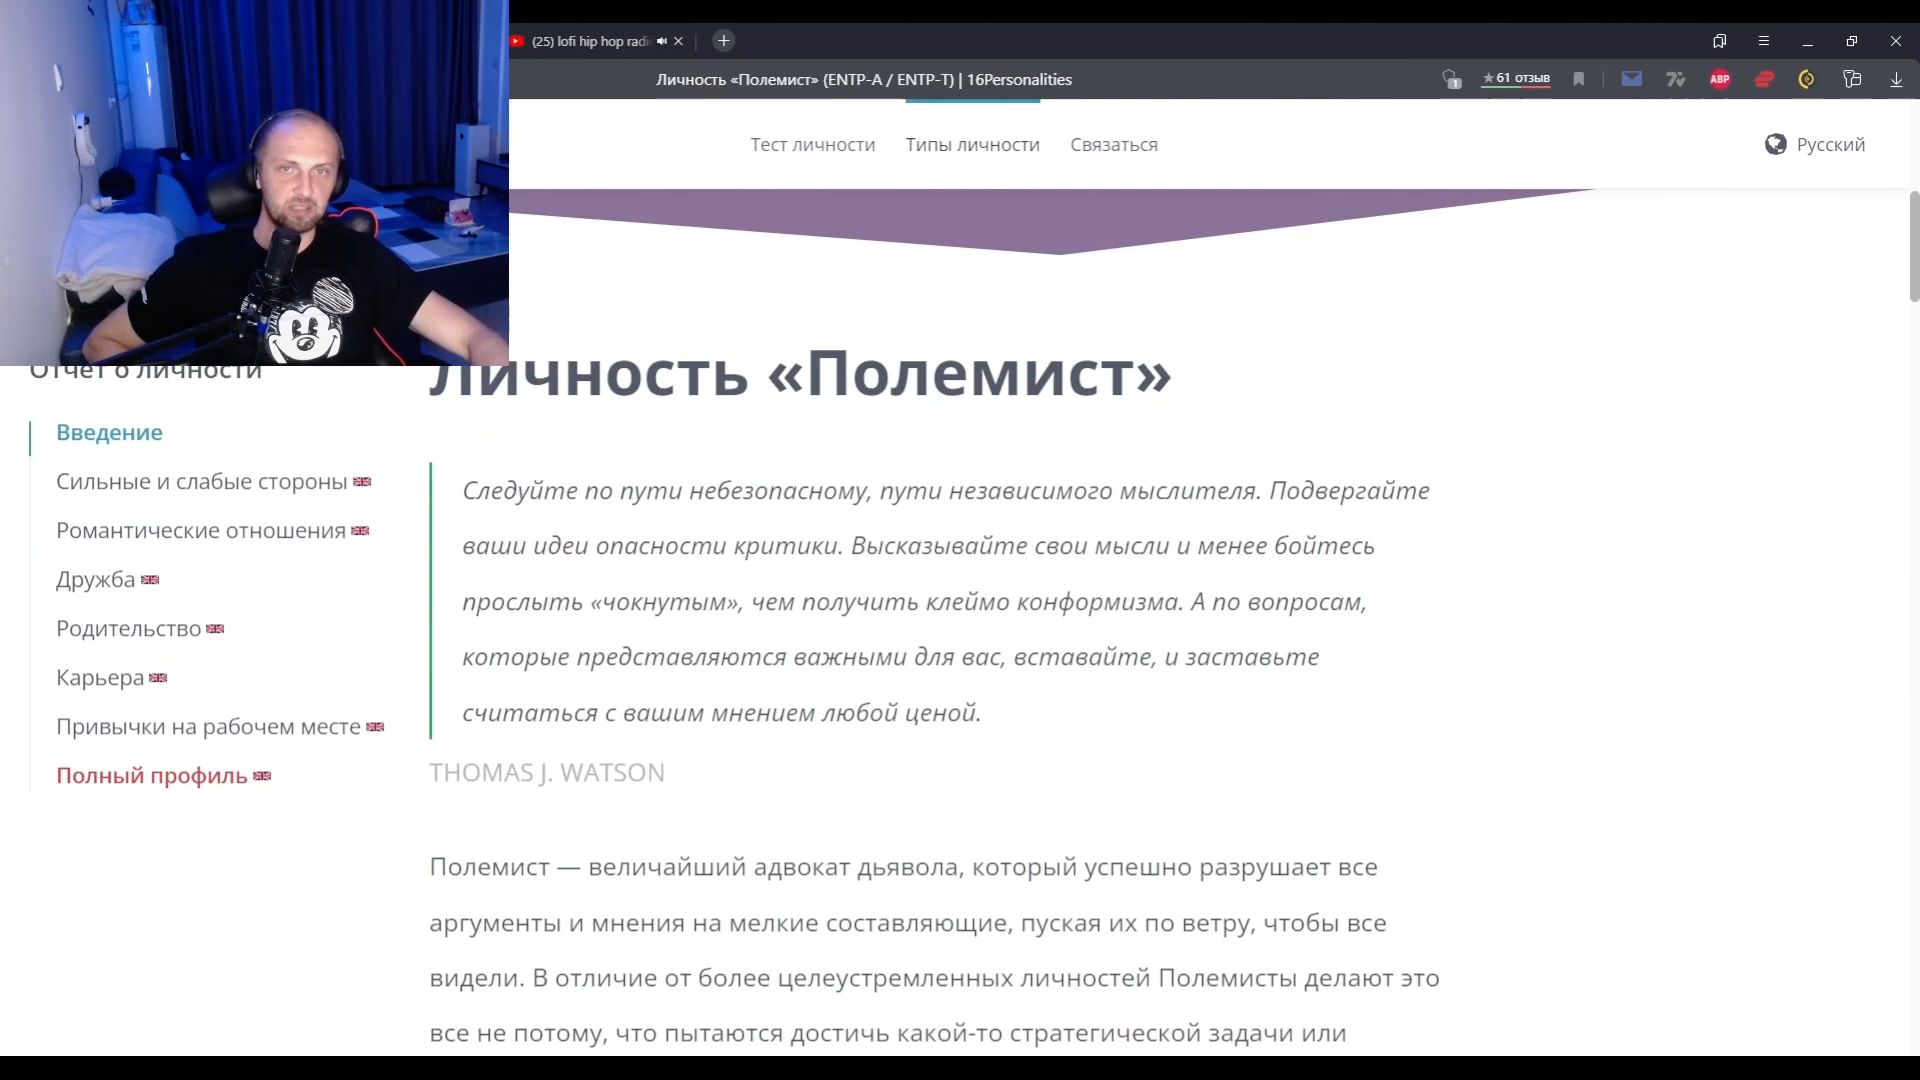 (25) lofi hip hop radi
Личность «Полемист» (ENTP-A / ENTP-T) | 16Personalities
1
★61 отзыв
ABP
Тест личности
Типы личности
Связаться
Русский
Отчет о личности
Введение
Сильные и слабые стороны
Романтические отношения
Дружба
Родительство
Карьера
Привычки на рабочем месте
Полный профиль
Личность «Полемист»
Следуйте по пути небезопасному, пути независимого мыслителя. Подвергайте
ваши идеи опасности критики. Высказывайте свои мысли и менее бойтесь
прослыть «чокнутым», чем получить клеймо конформизма. А по вопросам,
которые представляются важными для вас, вставайте, и заставьте
считаться с вашим мнением любой ценой.
THOMAS J. WATSON
Полемист — величайший адвокат дьявола, который успешно разрушает все
аргументы и мнения на мелкие составляющие, пуская их по ветру, чтобы все
видели. В отличие от более целеустремленных личностей Полемисты делают это
все не потому, что пытаются достичь какой-то стратегической задачи или